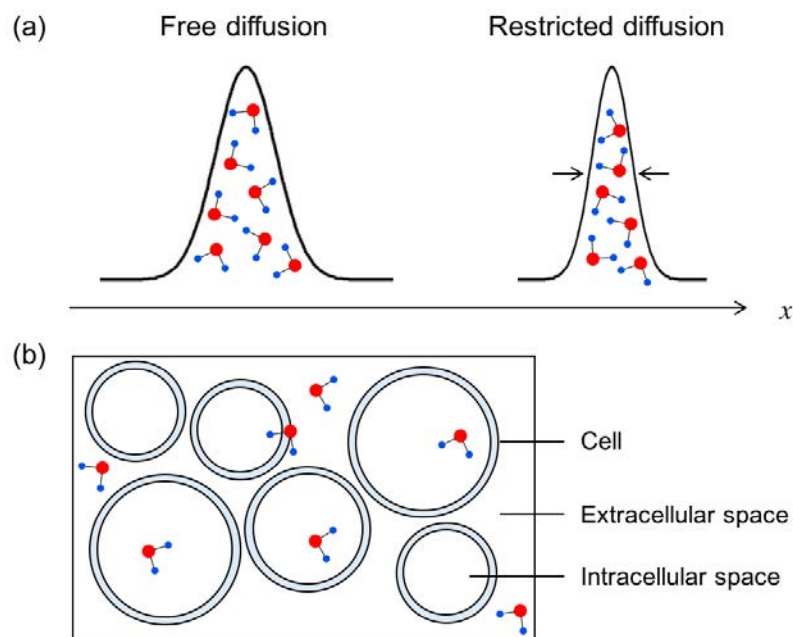 (a)
Free diffusion
Restricted diffusion
x
(b)
Cell
Extracellular space
Intracellular space